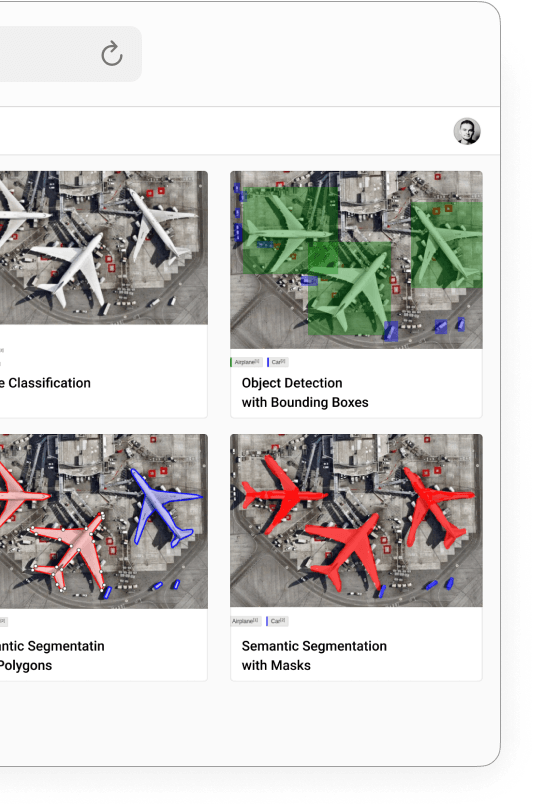 e Classification
Airplane[1] Car[2]
Object Detection
with Bounding Boxes
ntic Segmentatin
Polygons
Airplane[1] Car[2]
Semantic Segmentation
with Masks